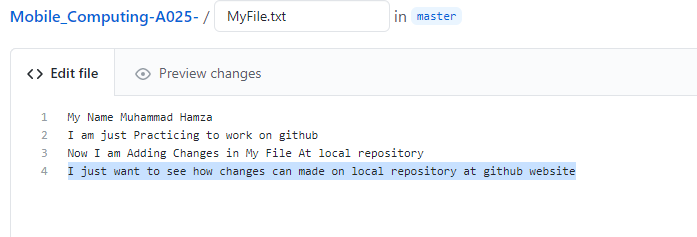 Mobile_Computing-A025- / MyFile.txt in master
Edit file Preview changes
1 My Name Muhammad Hamza
2 I am just Practicing to work on github
3 Now I am Adding Changes in My File At local repository
4 I just want to see how changes can made on local repository at github website